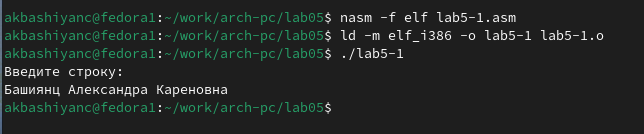 akbashiyanc@fedora1:~/work/arch-pc/lab05$ nasm -f elf lab5-1.asm
akbashiyanc@fedora1:~/work/arch-pc/lab05$ ld -m elf_i386 -o lab5-1 lab5-1.o
akbashiyanc@fedora1:~/work/arch-pc/lab05$ ./lab5-1
Введите строку:
Башиянц Александра Кареновна
akbashiyanc@fedora1:~/work/arch-pc/lab05$